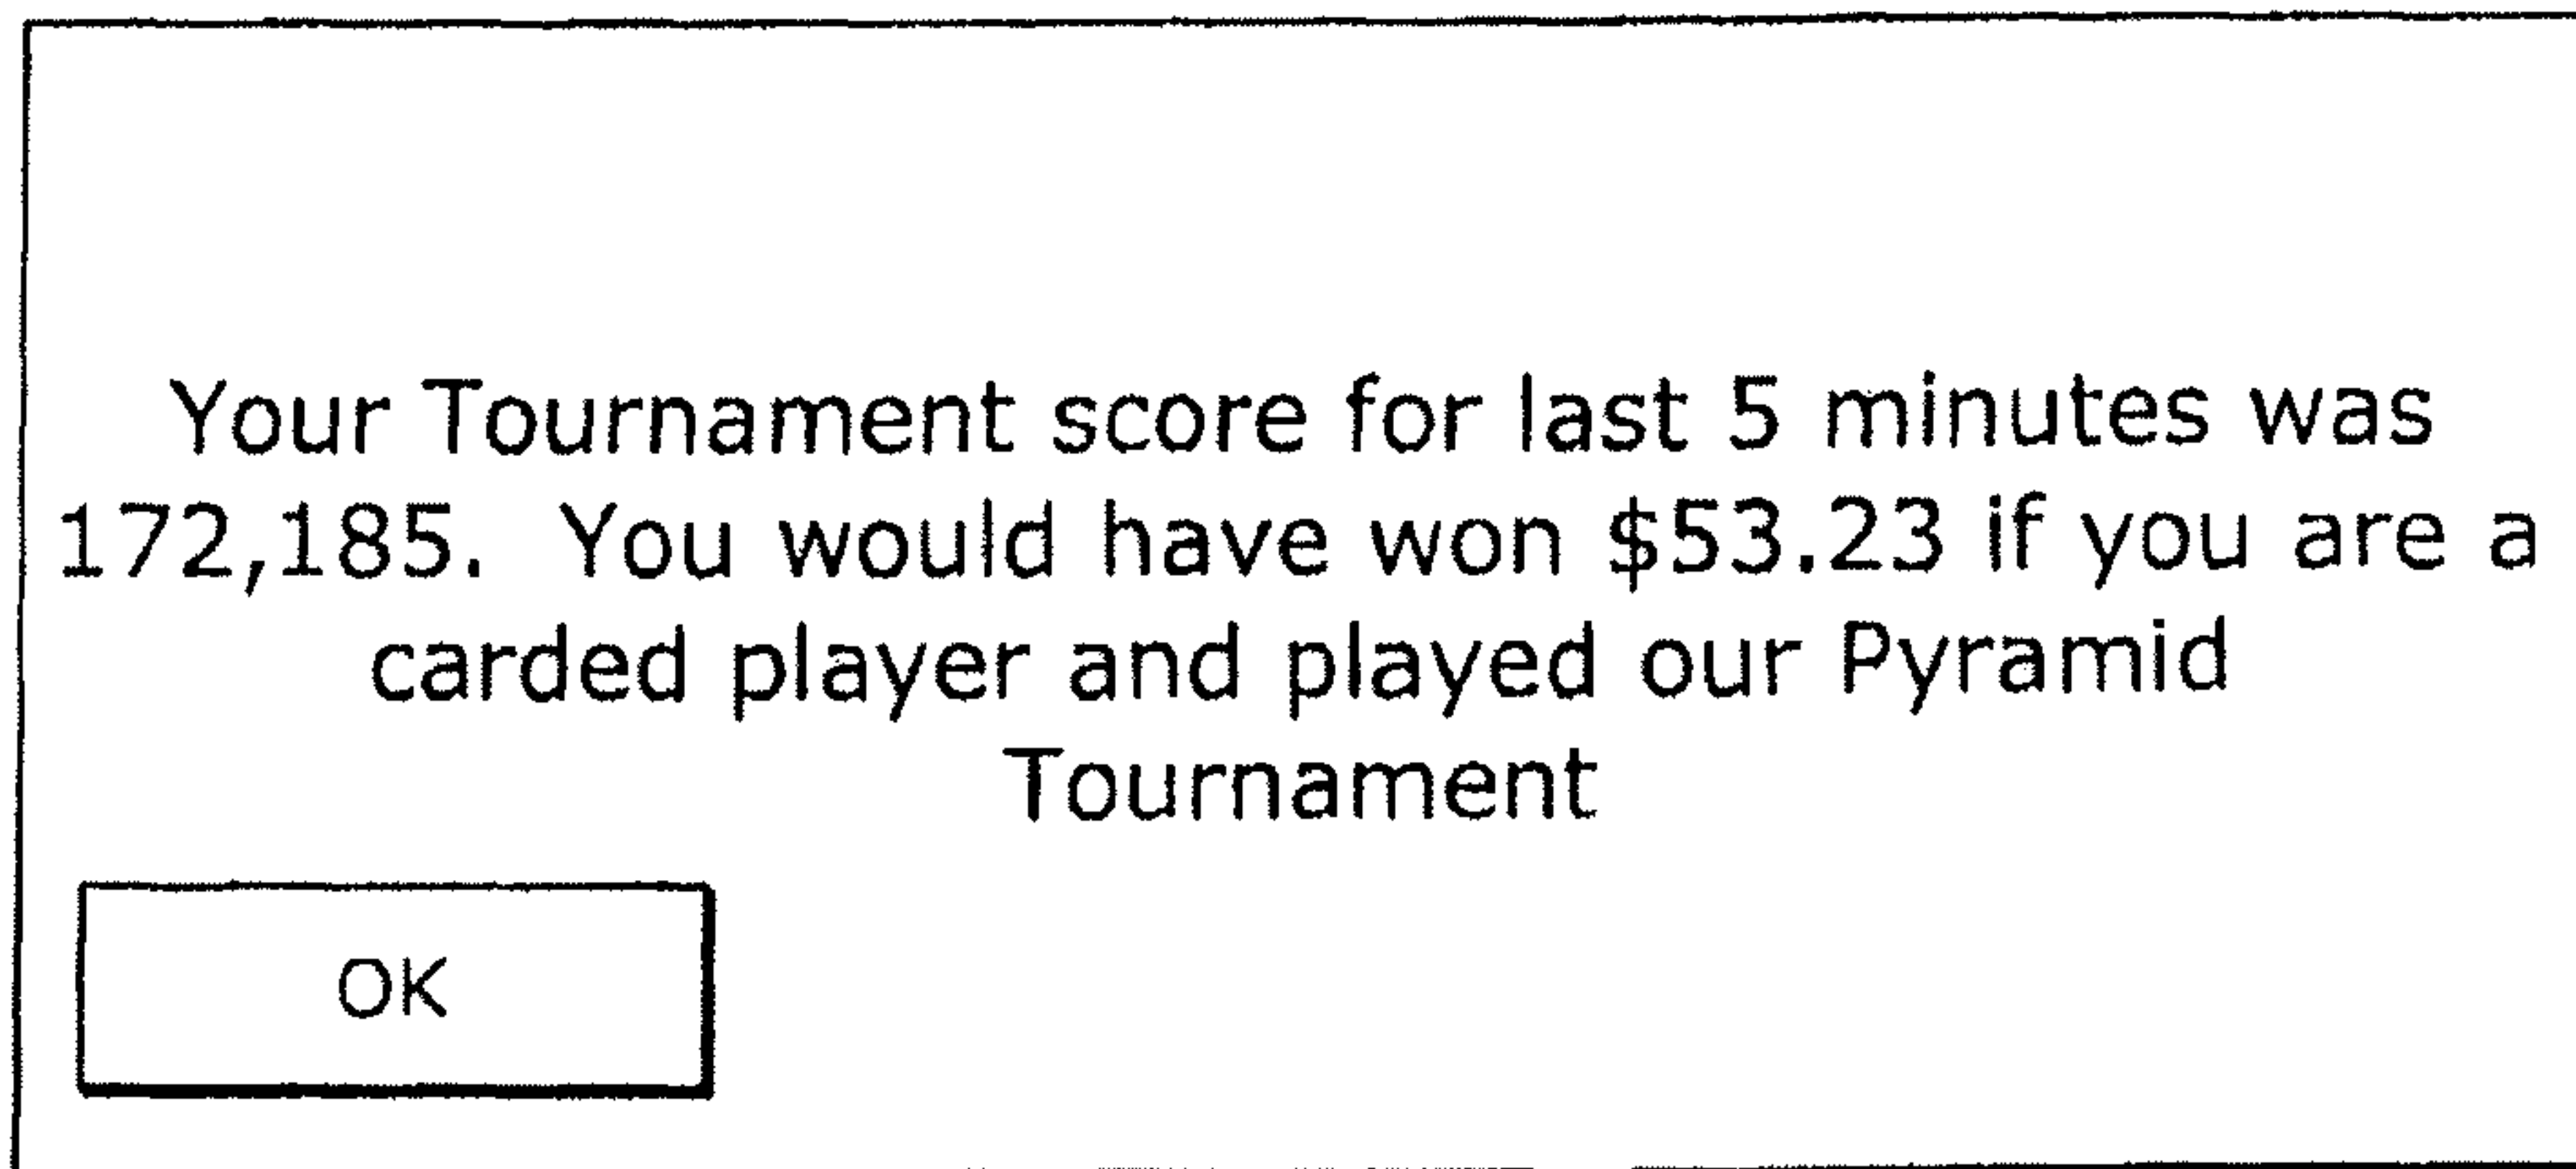 Your Tournament score for last 5 minutes was
172,185.  You would have won $53.23 if you are a
carded player and played our Pyramid
Tournament
OK